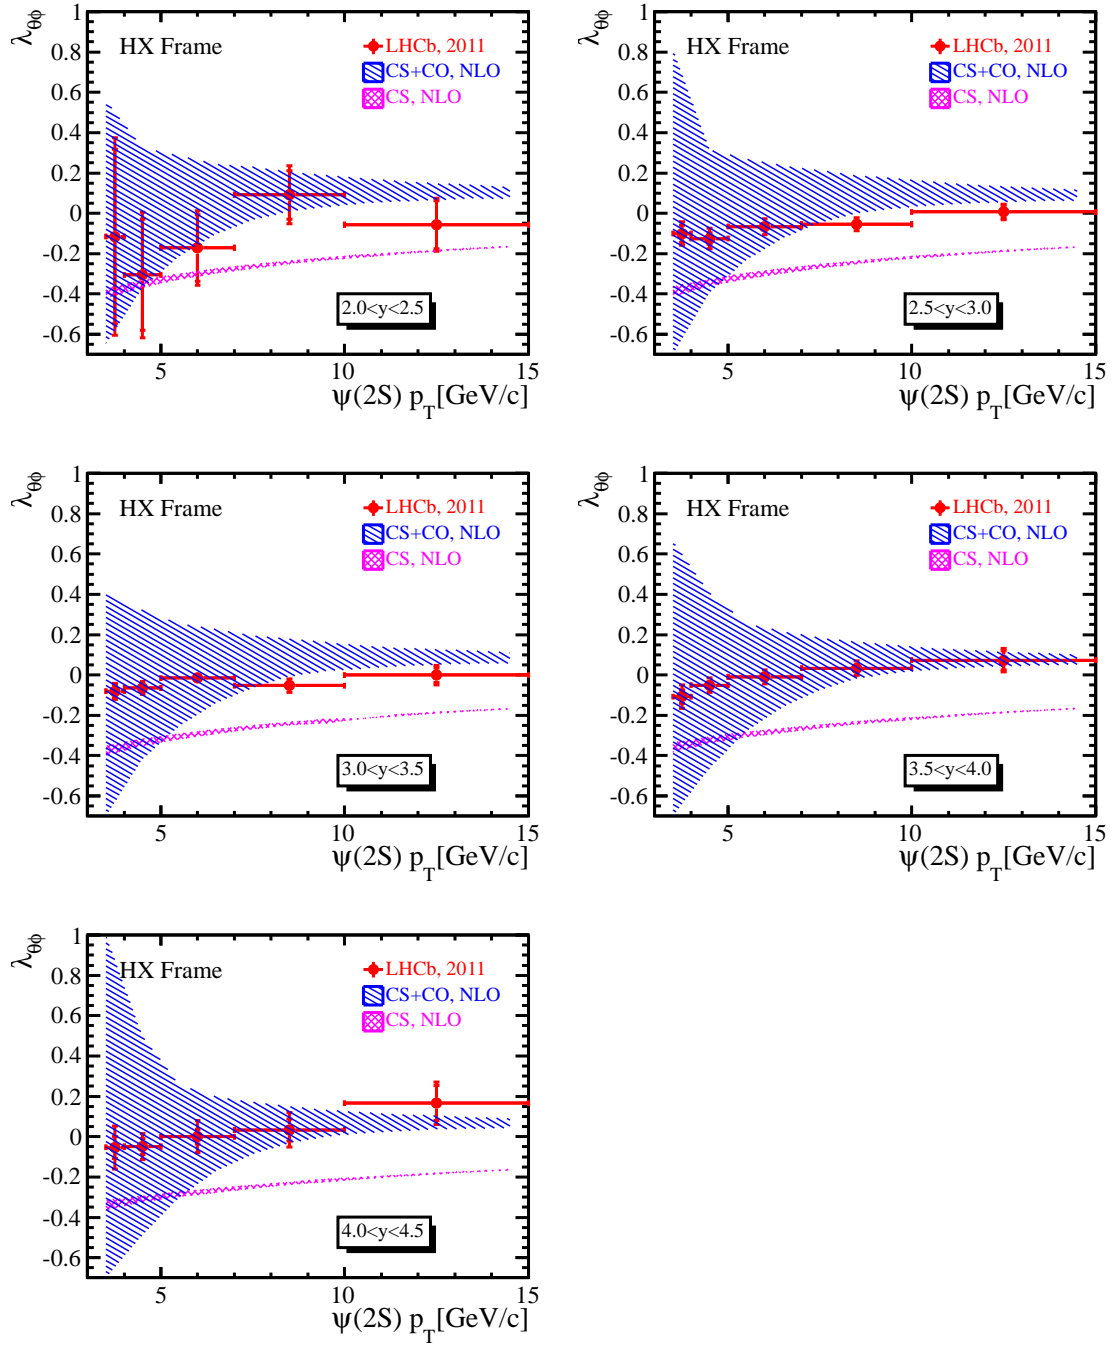 λθϕ
1
0.8
0.6
0.4
0.2
0
-0.2
-0.4
-0.6
HX Frame
LHCb, 2011
CS+CO, NLO
CS, NLO
2.0<y<2.5
5 10 15
ψ(2S) p_T[GeV/c]
λθϕ
1
0.8
0.6
0.4
0.2
0
-0.2
-0.4
-0.6
HX Frame
LHCb, 2011
CS+CO, NLO
CS, NLO
2.5<y<3.0
5 10 15
ψ(2S) p_T[GeV/c]
λθϕ
1
0.8
0.6
0.4
0.2
0
-0.2
-0.4
-0.6
HX Frame
LHCb, 2011
CS+CO, NLO
CS, NLO
3.0<y<3.5
5 10 15
ψ(2S) p_T[GeV/c]
λθϕ
1
0.8
0.6
0.4
0.2
0
-0.2
-0.4
-0.6
HX Frame
LHCb, 2011
CS+CO, NLO
CS, NLO
3.5<y<4.0
5 10 15
ψ(2S) p_T[GeV/c]
λθϕ
1
0.8
0.6
0.4
0.2
0
-0.2
-0.4
-0.6
HX Frame
LHCb, 2011
CS+CO, NLO
CS, NLO
4.0<y<4.5
5 10 15
ψ(2S) p_T[GeV/c]